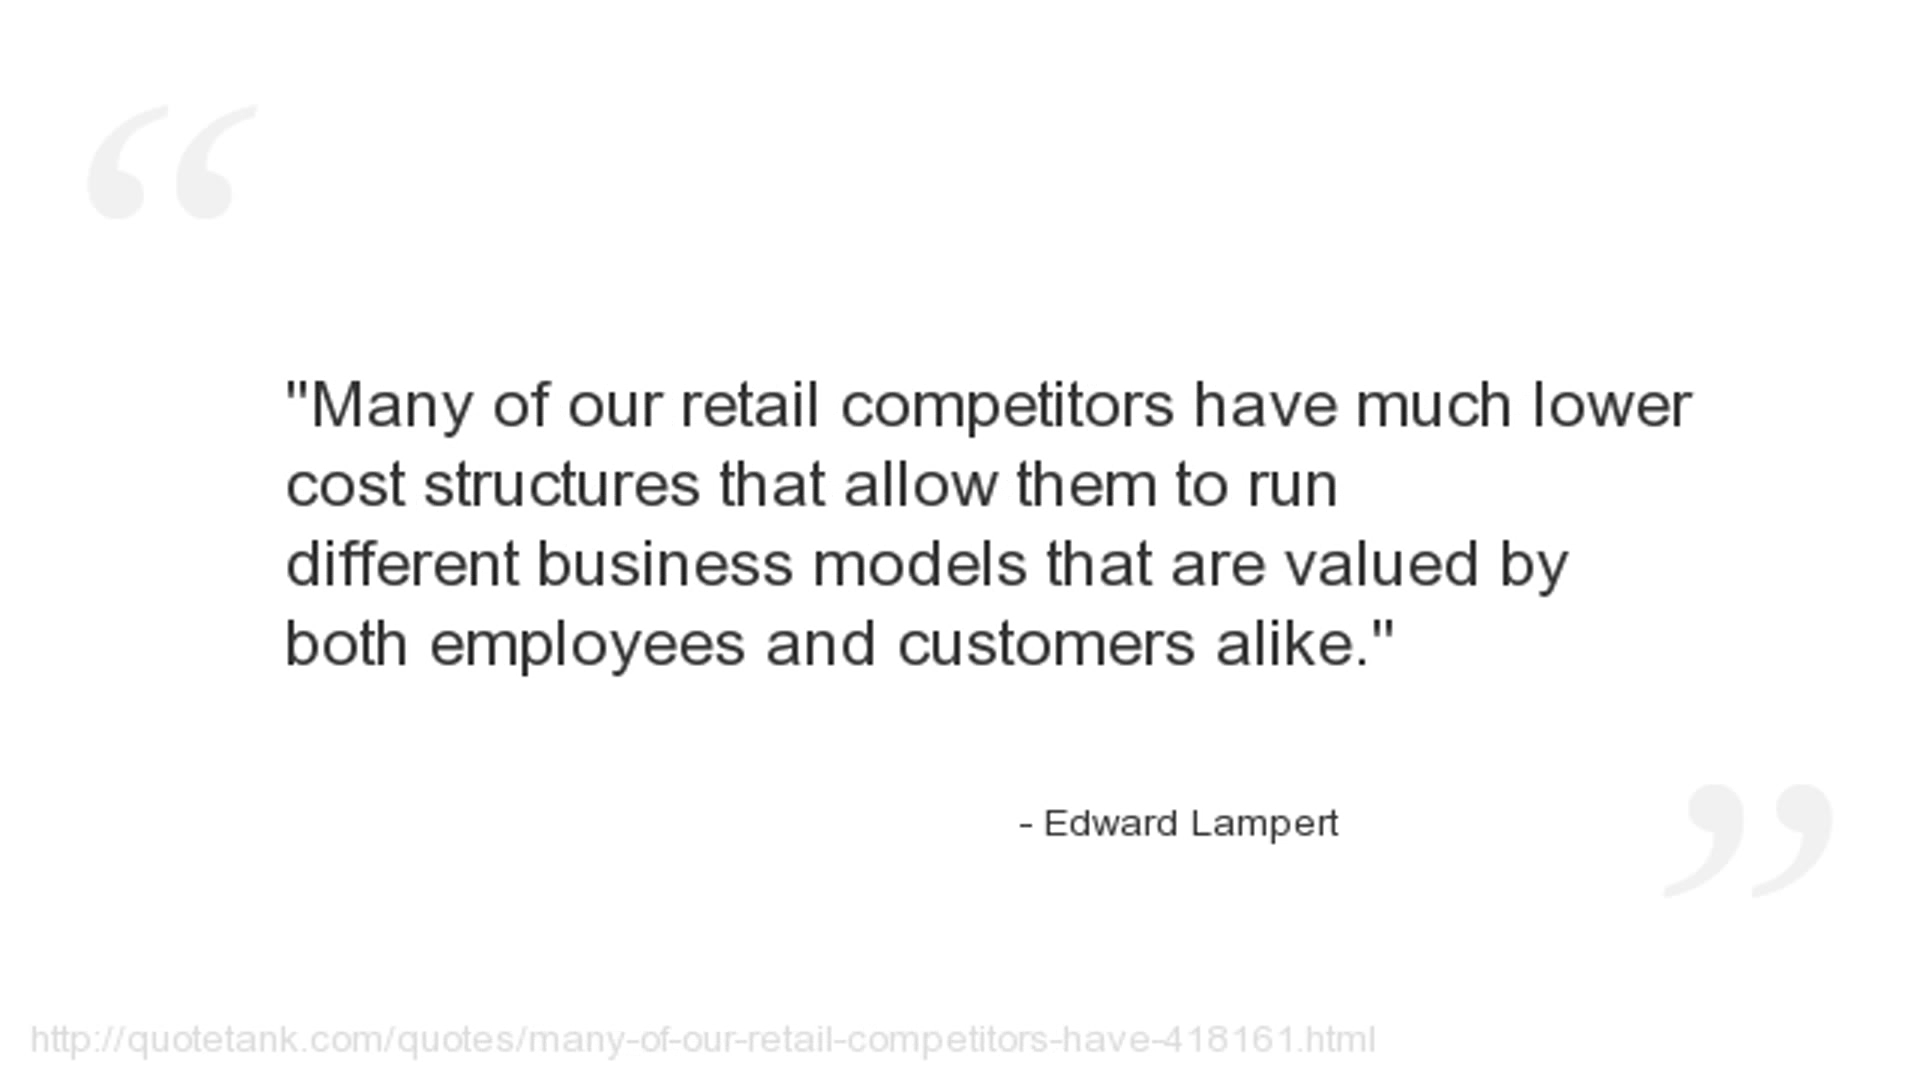 "Many of our retail competitors have much lower
cost structures that allow them to run
different business models that are valued by
both employees and customers alike."
- Edward Lampert
http://quotetank.com/quotes/many-of-our-retail-competitors-have-418161.html